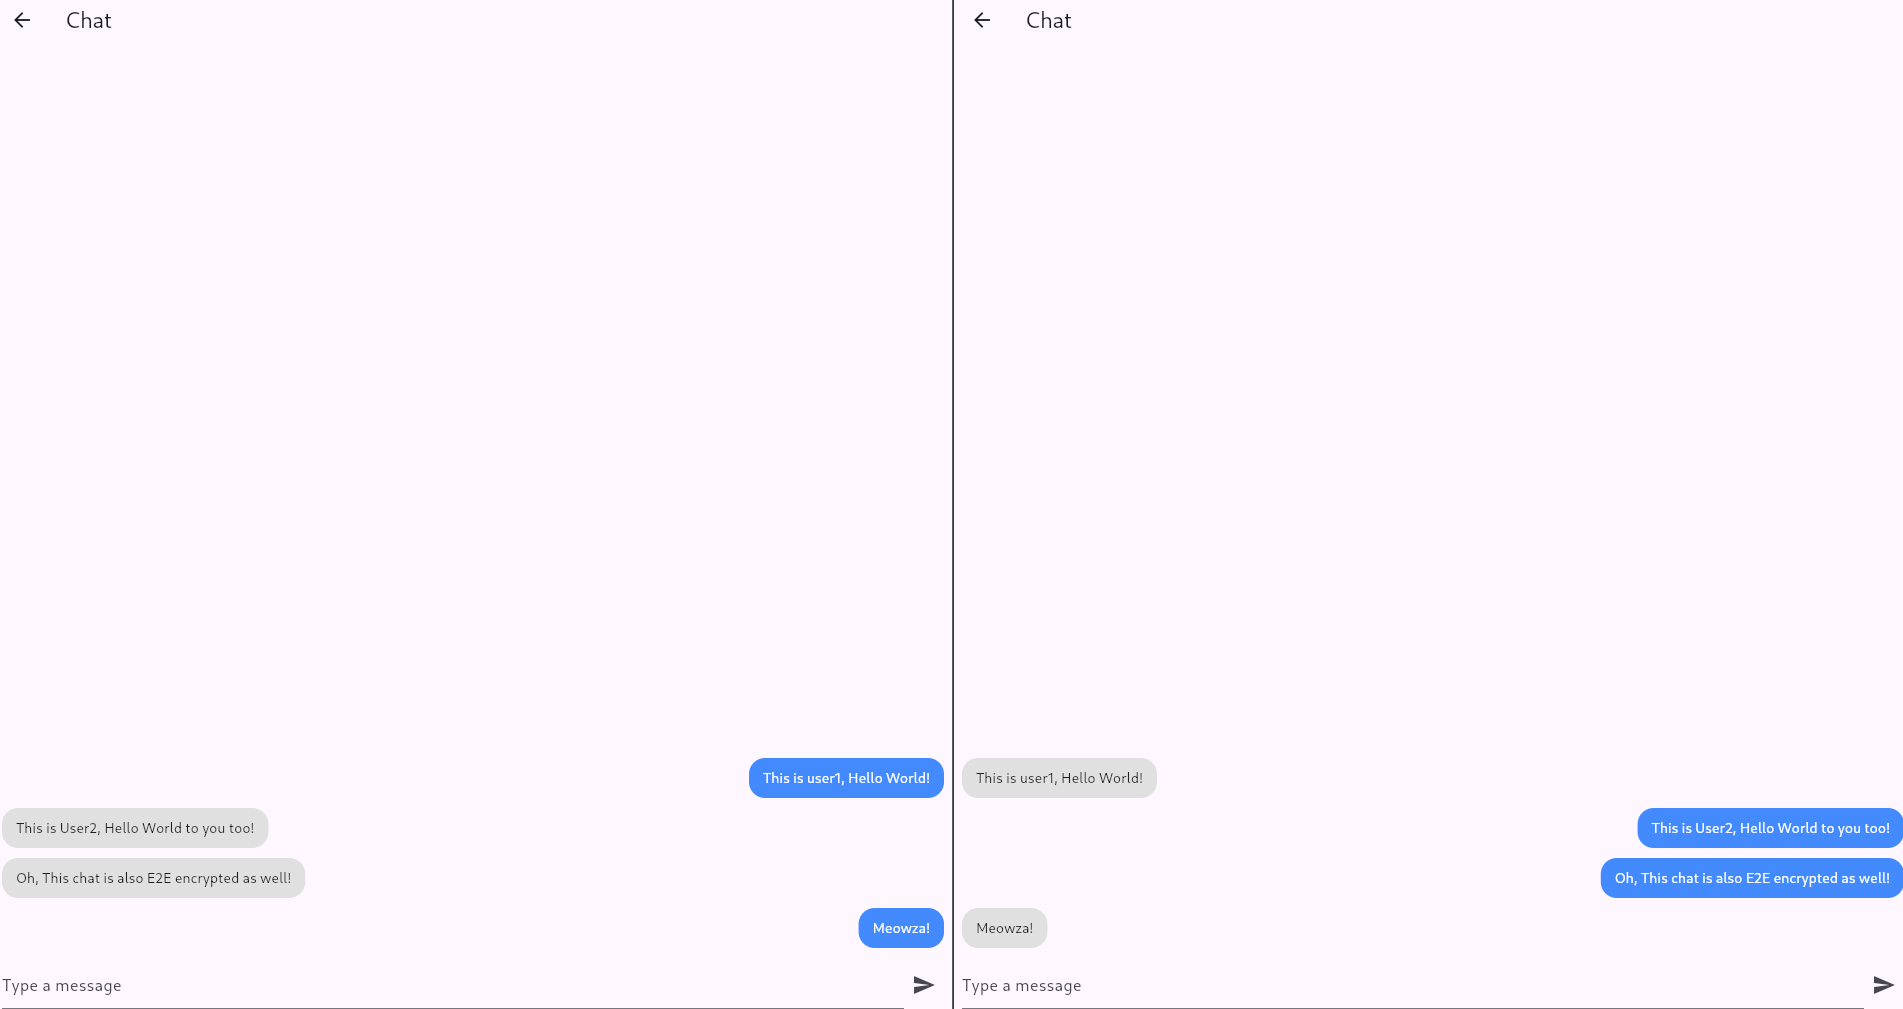 Chat
This is user1, Hello World!
This is User2, Hello World to you too!
Oh, This chat is also E2E encrypted as well!
Meowza!
Type a message
Chat
This is user1, Hello World!
This is User2, Hello World to you too!
Oh, This chat is also E2E encrypted as well!
Meowza!
Type a message